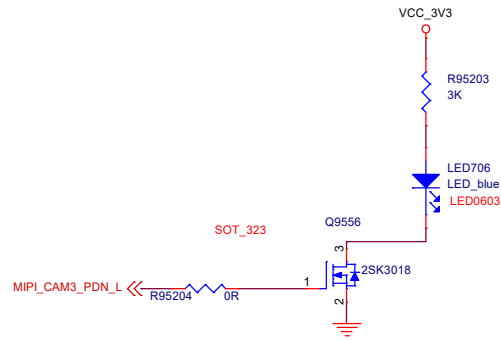 VCC_3V3
R95203
3K
LED706
LED_blue
LED0603
Q9556
SOT_323
3
2SK3018
1
MIPI_CAM3_PDN_L
R95204
0R
2